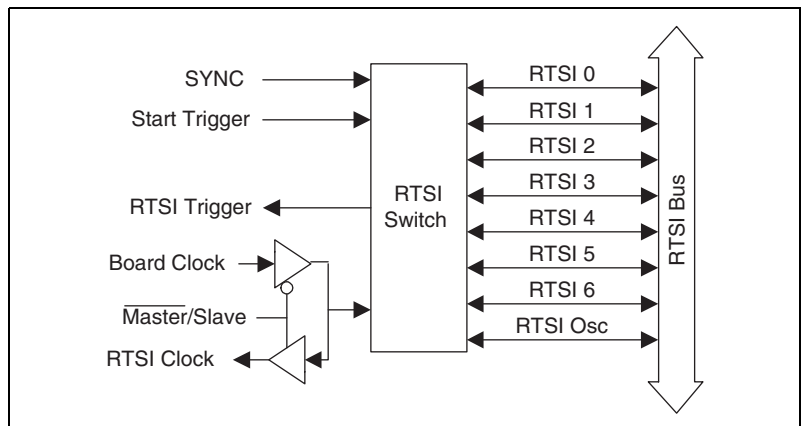 SYNC
Start Trigger
RTSI Trigger
Board Clock
Master/Slave
RTSI Clock
RTSI
Switch
RTSI 0
RTSI 1
RTSI 2
RTSI 3
RTSI 4
RTSI 5
RTSI 6
RTSI Osc
RTSI Bus